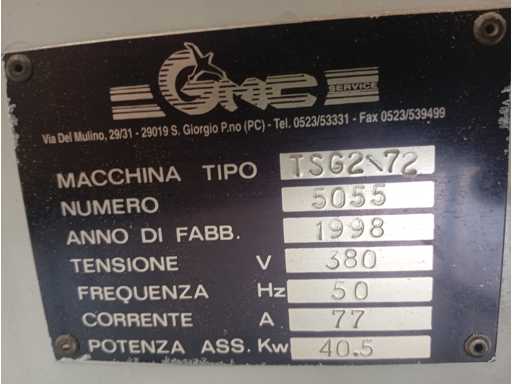 Grac
SERVICE
Via Del Mulino, 29/31 - 29019 S. Giorgio P.no (PC) - Tel. 0523/53331 - Fax 0523/539499
MACCHINA TIPO TSG2\72
NUMERO 5055
ANNO DI FABB. 1998
TENSIONE V 380
FREQUENZA Hz 50
CORRENTE A 77
POTENZA ASS. Kw 40.5